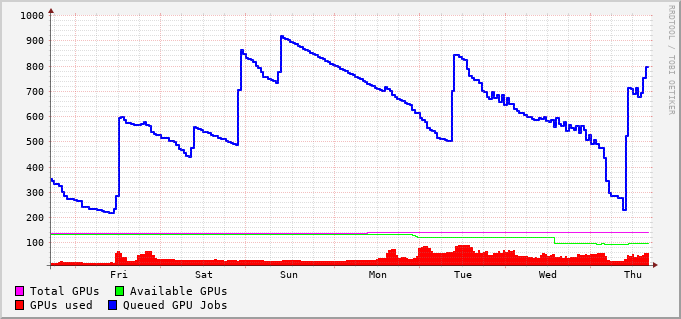 1000
900
800
700
600
500
400
300
200
100
Fri Sat Sun Mon Tue Wed Thu
Total GPUs Available GPUs
GPUs used Queued GPU Jobs
RRDTOOL / TOBI OETIKER